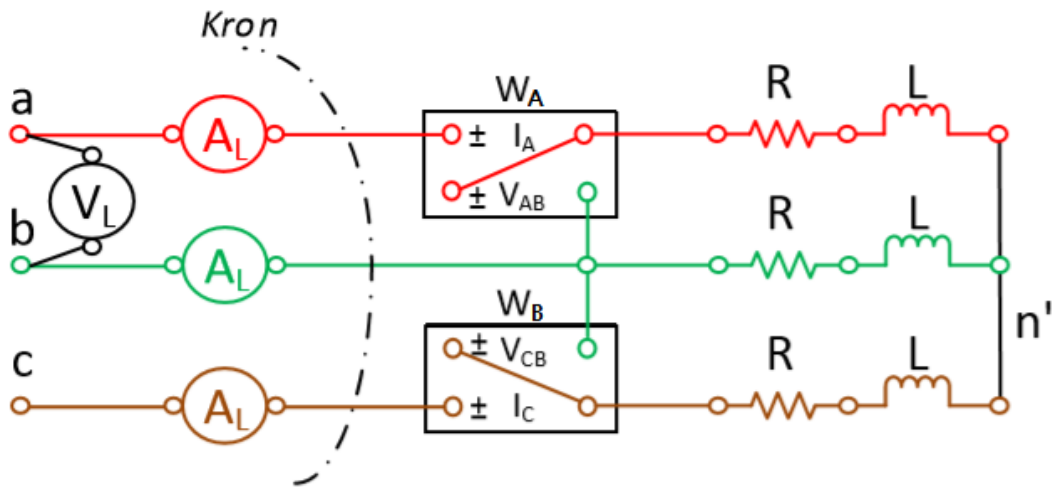 Kron
a
A_L
W_A
± I_A
± V_AB
R
L
V_L
b
A_L
R
L
W_B
± V_CB
± I_C
n'
c
A_L
R
L